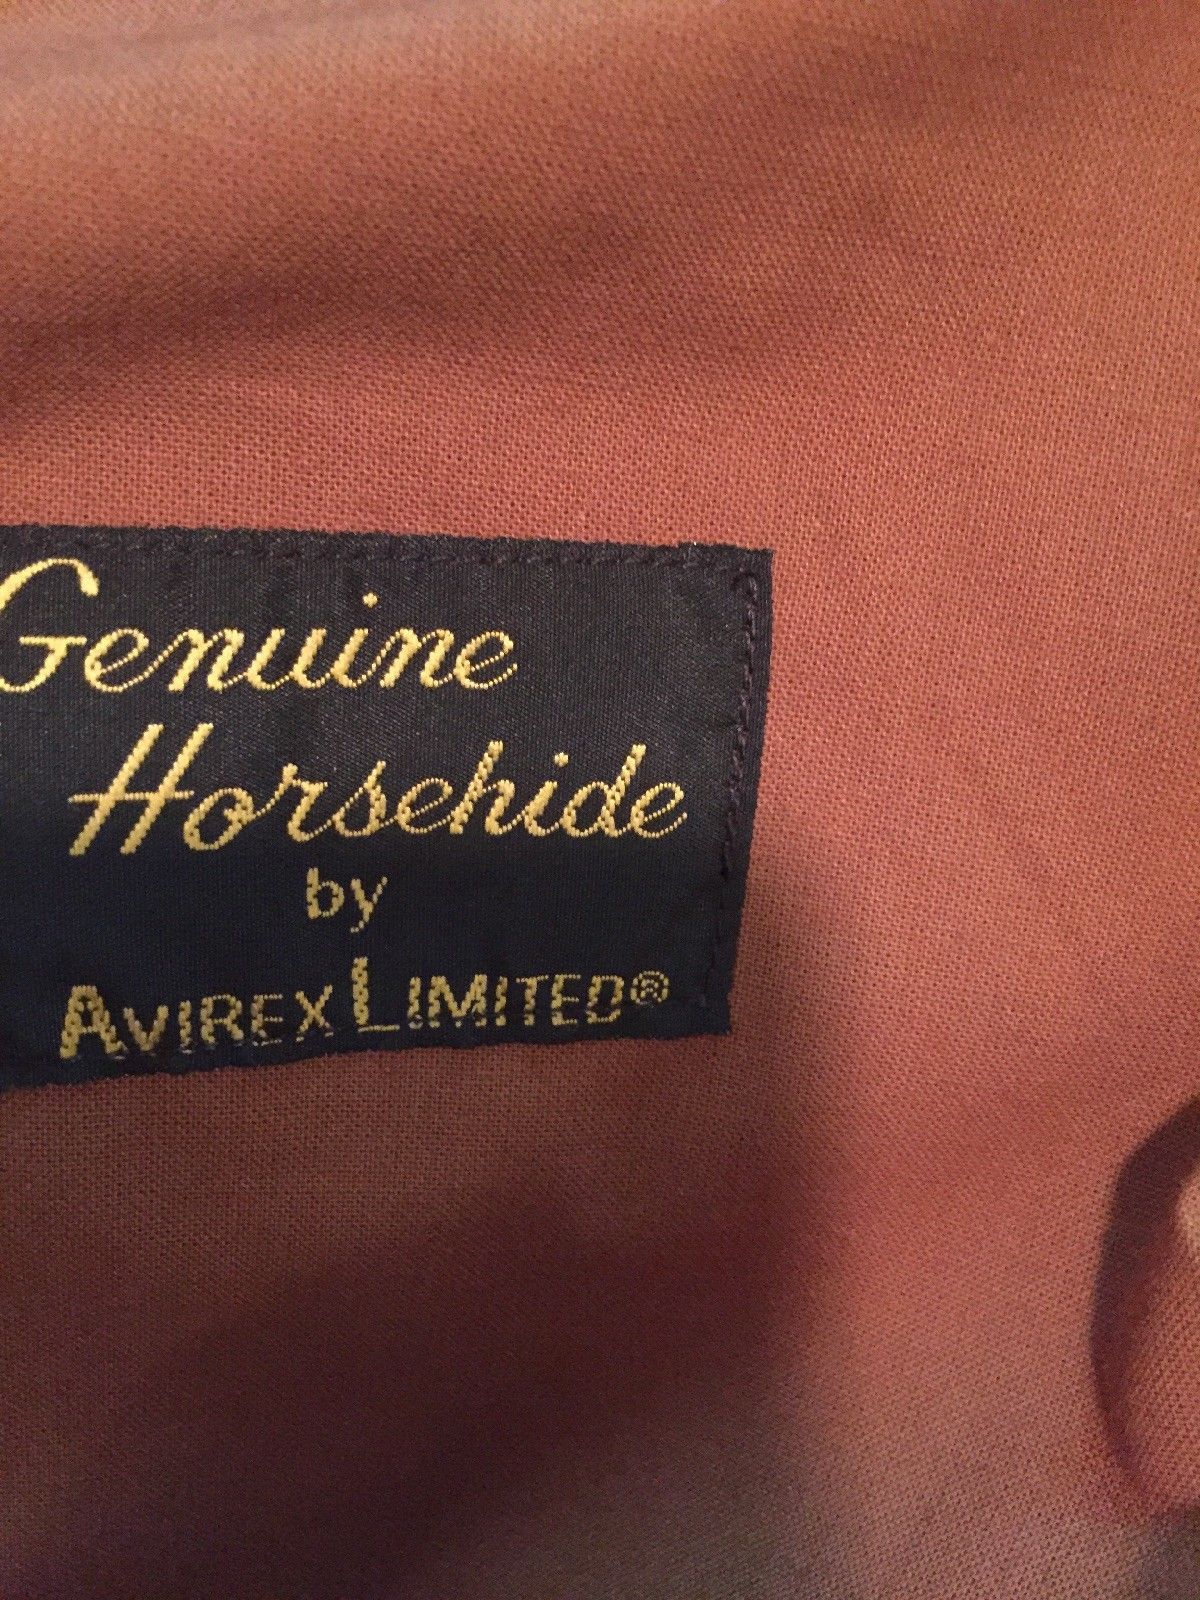 Genuine
Horsehide
by
AVIREX LIMITED®